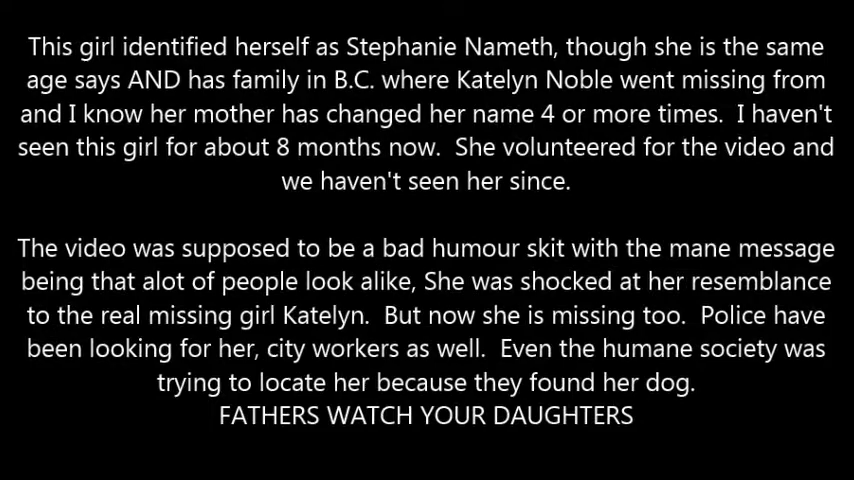 This girl identified herself as Stephanie Nameth, though she is the same
age says AND has family in B.C. where Katelyn Noble went missing from
and I know her mother has changed her name 4 or more times.  I haven't
seen this girl for about 8 months now.  She volunteered for the video and
we haven't seen her since.
The video was supposed to be a bad humour skit with the mane message
being that alot of people look alike, She was shocked at her resemblance
to the real missing girl Katelyn.  But now she is missing too.  Police have
been looking for her, city workers as well.  Even the humane society was
trying to locate her because they found her dog.
FATHERS WATCH YOUR DAUGHTERS